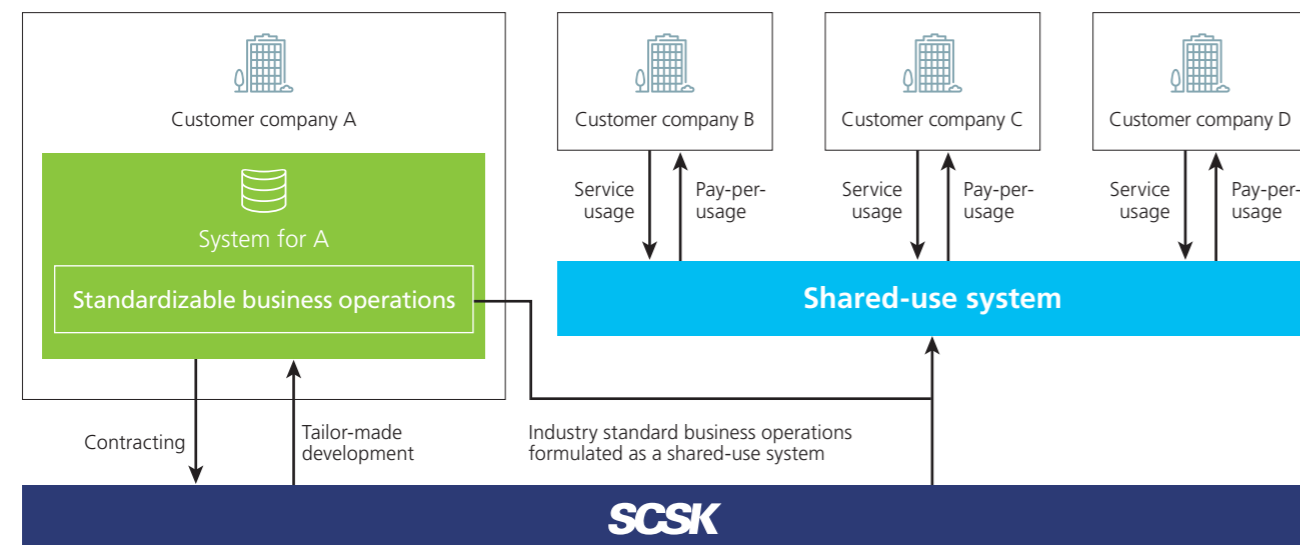 Customer company A
System for A
Standardizable business operations
Contracting
Tailor-made
development
Customer company B
Service
usage
Pay-per-
usage
Customer company C
Service
usage
Pay-per-
usage
Customer company D
Service
usage
Pay-per-
usage
Shared-use system
Industry standard business operations
formulated as a shared-use system
SCSK